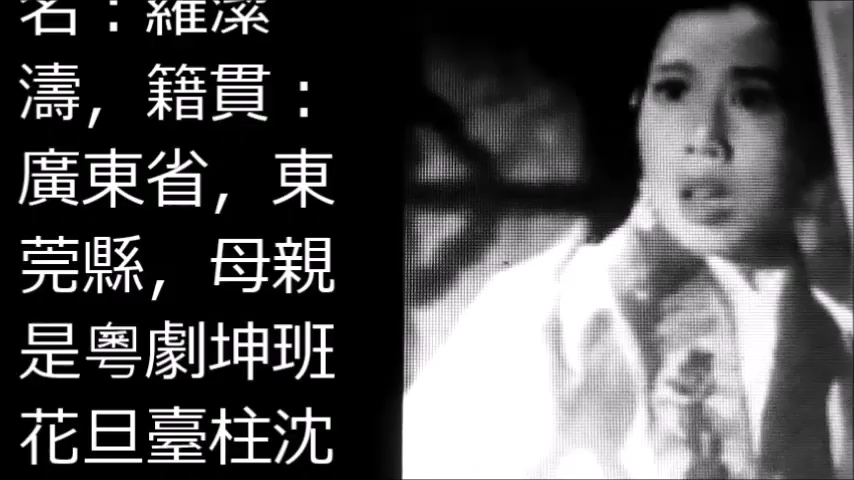 名：羅潔
濤，籍貫：
廣東省，東
莞縣，母親
是粵劇坤班
花旦臺柱沈